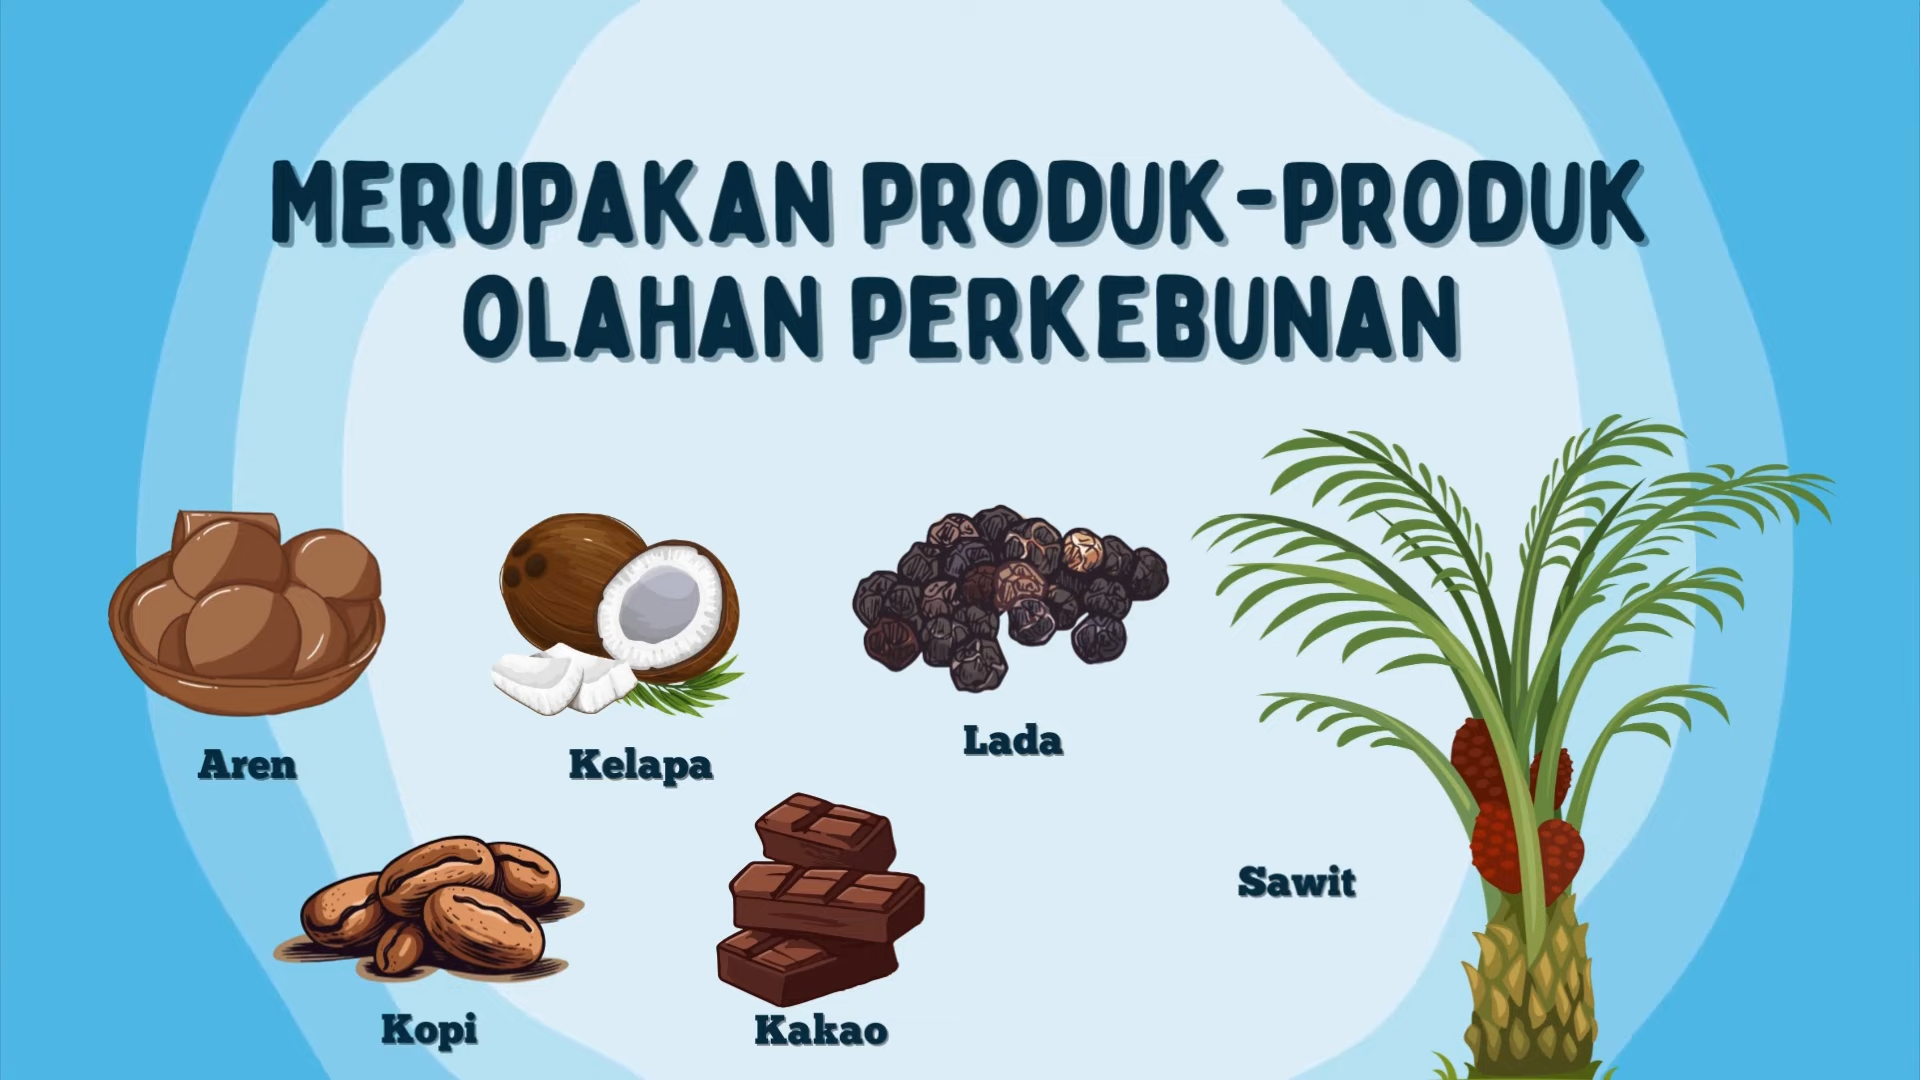 MERUPAKAN PRODUK-PRODUK
OLAHAN PERKEBUNAN
Aren
Kelapa
Lada
Sawit
Kopi
Kakao